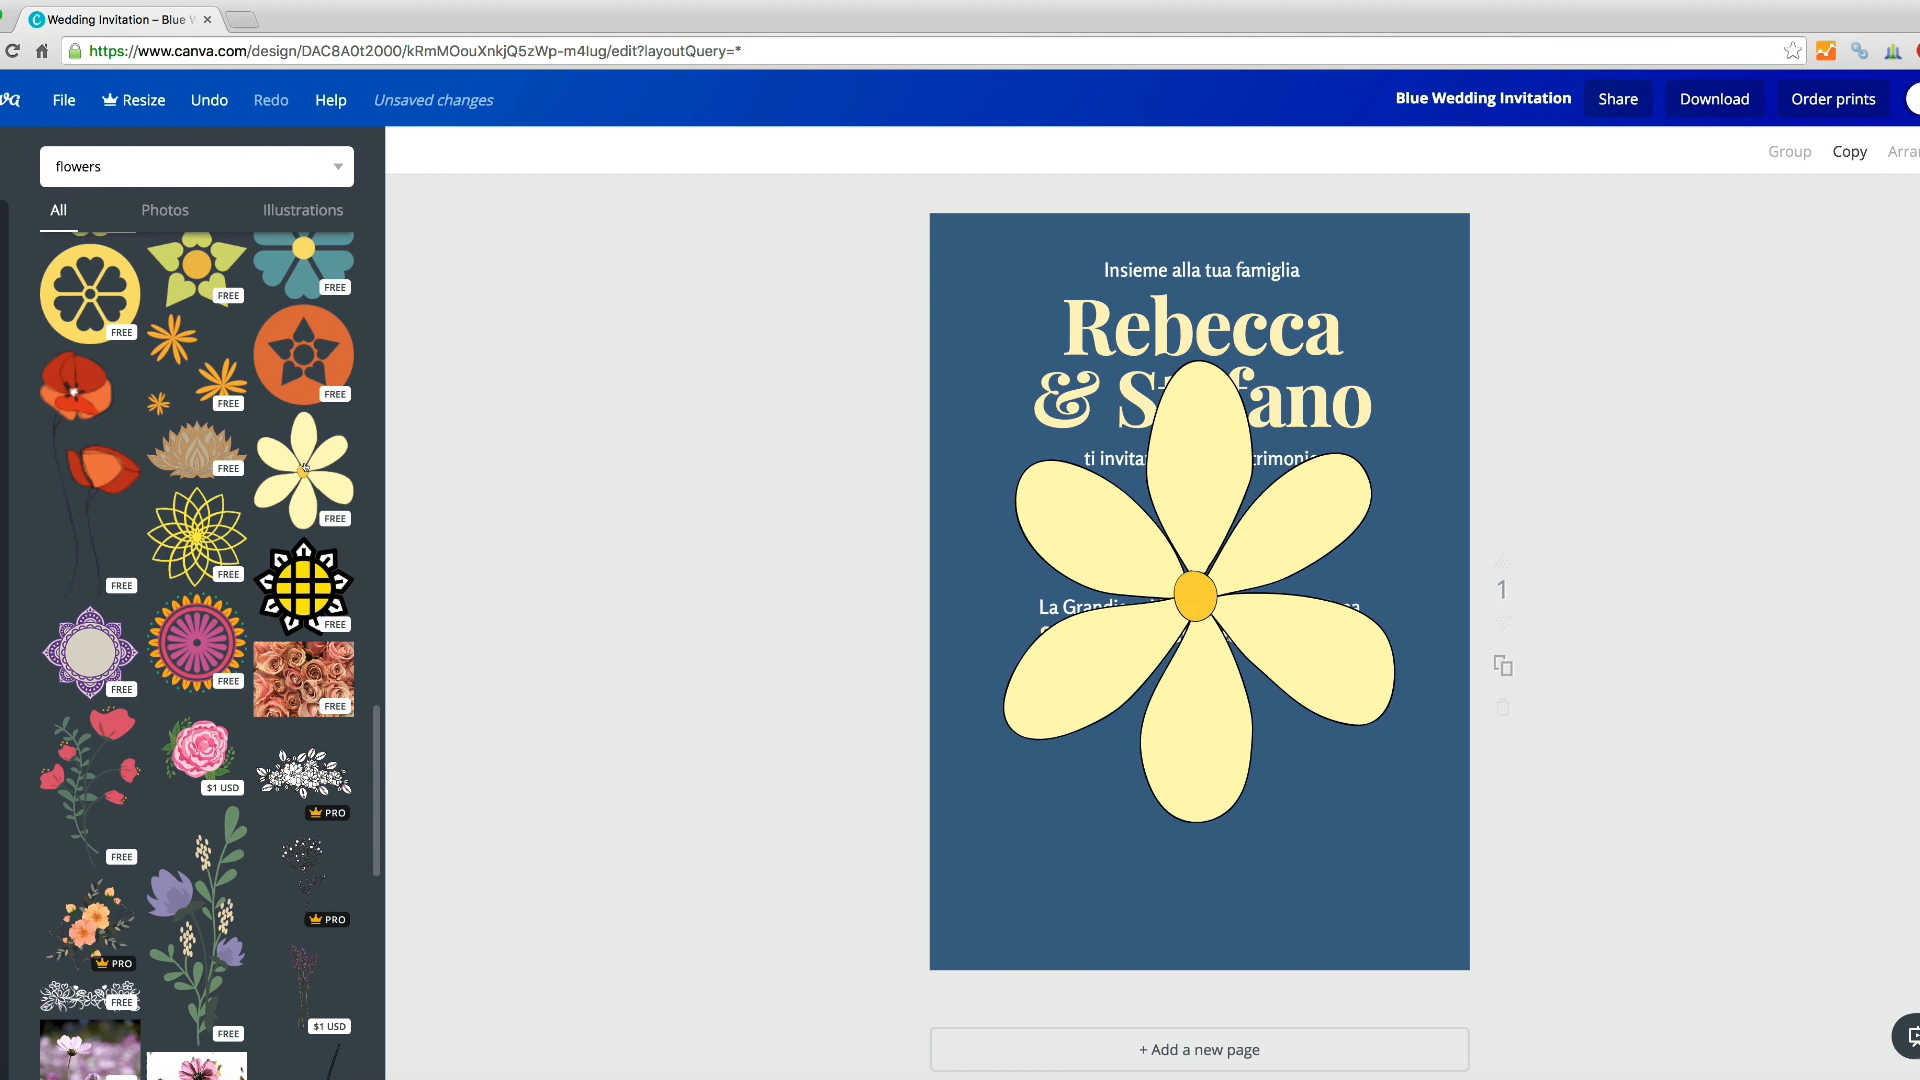 Wedding Invitation – Blue
https://www.canva.com/design/DAC8A0t2000/kRmMOouXnkjQ5zWp-m4lug/edit?layoutQuery=*
File Resize Undo Redo Help Unsaved changes
Blue Wedding Invitation Share Download Order prints
Group Copy
flowers
All Photos Illustrations
FREE
FREE
FREE
FREE
FREE
FREE
FREE
FREE
FREE
FREE
FREE
FREE
FREE
FREE
$1 USD
PRO
FREE
PRO
PRO
FREE
$1 USD
FREE
Insieme alla tua famiglia
Rebecca
&
ti
La
1
+ Add a new page